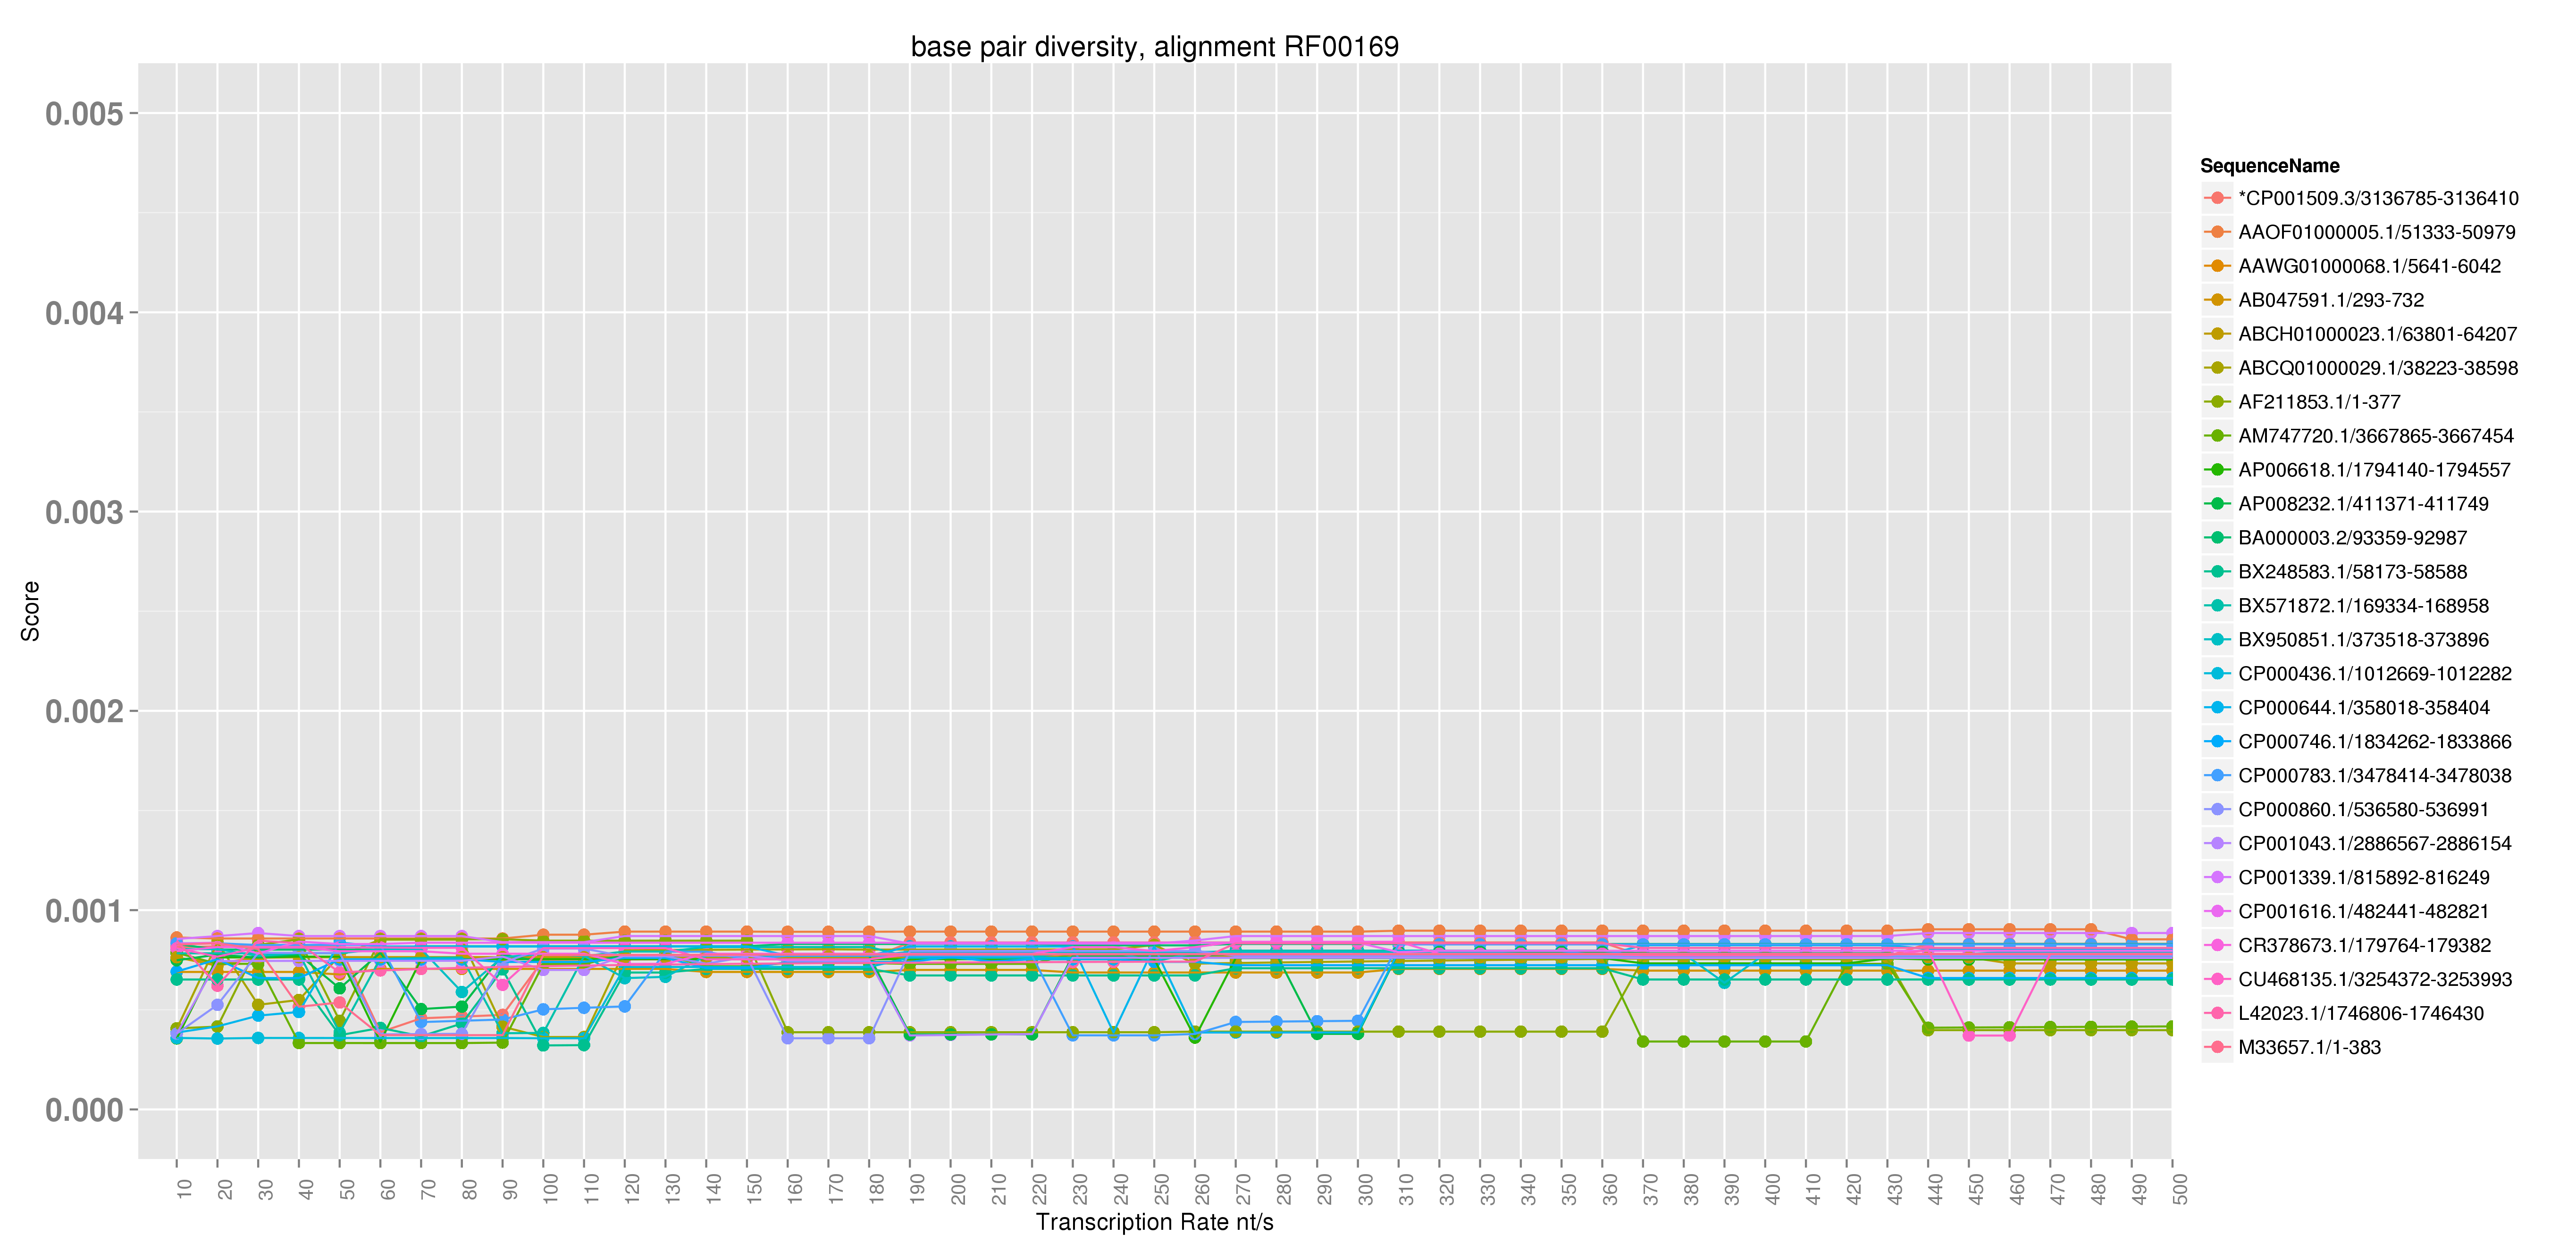 base pair diversity, alignment RF00169
0.005
0.004
0.003
0.002
0.001
0.000
Score
10 20 30 40 50 60 70 80 90 100 110 120 130 140 150 160 170 180 190 200 210 220 230 240 250 260 270 280 290 300 310 320 330 340 350 360 370 380 390 400 410 420 430 440 450 460 470 480 490 500
Transcription Rate nt/s
SequenceName
*CP001509.3/3136785-3136410
AAOF01000005.1/51333-50979
AAWG01000068.1/5641-6042
AB047591.1/293-732
ABCH01000023.1/63801-64207
ABCQ01000029.1/38223-38598
AF211853.1/1-377
AM747720.1/3667865-3667454
AP006618.1/1794140-1794557
AP008232.1/411371-411749
BA000003.2/93359-92987
BX248583.1/58173-58588
BX571872.1/169334-168958
BX950851.1/373518-373896
CP000436.1/1012669-1012282
CP000644.1/358018-358404
CP000746.1/1834262-1833866
CP000783.1/3478414-3478038
CP000860.1/536580-536991
CP001043.1/2886567-2886154
CP001339.1/815892-816249
CP001616.1/482441-482821
CR378673.1/179764-179382
CU468135.1/3254372-3253993
L42023.1/1746806-1746430
M33657.1/1-383